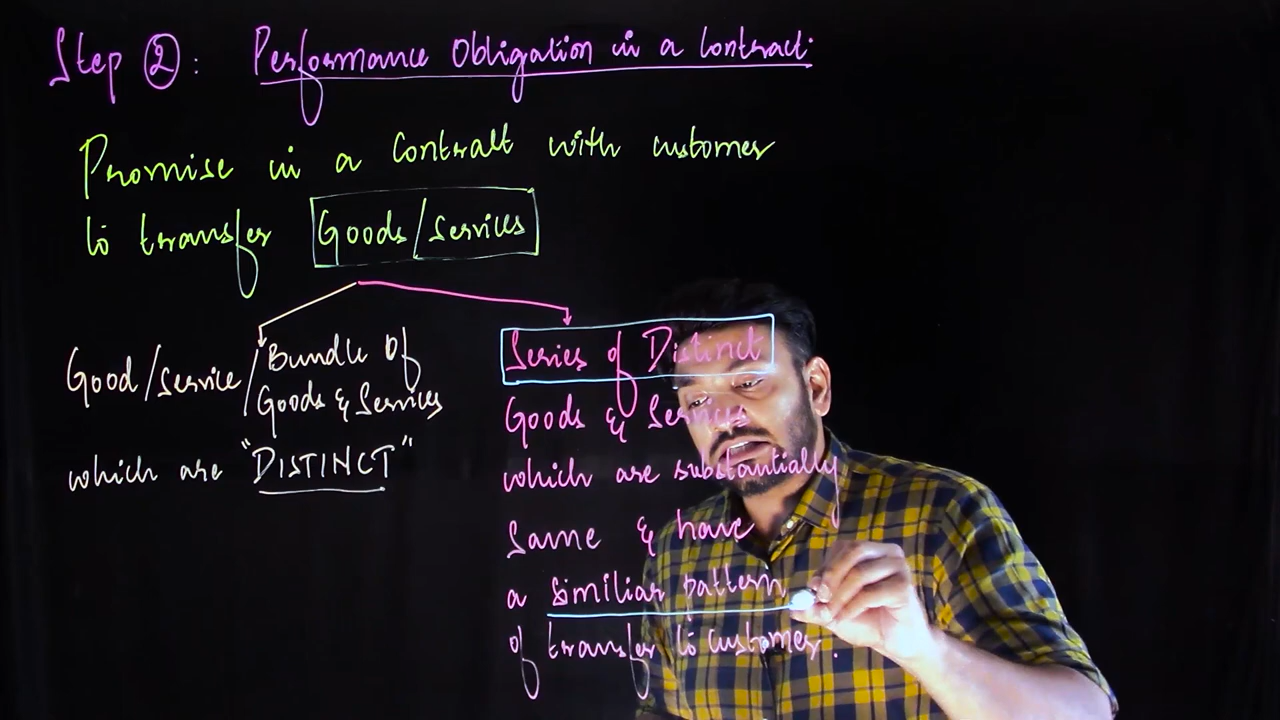 Step ②: Performance Obligation in a Contract:
Promise in a Contract with customer
to transfer Goods/Services
Good/Service/Bundle of
Goods & Services
which are "DISTINCT"
Series of Distinct
Goods & Services
which are substantially
Same & have
a similiar pattern
of transfer to customer.